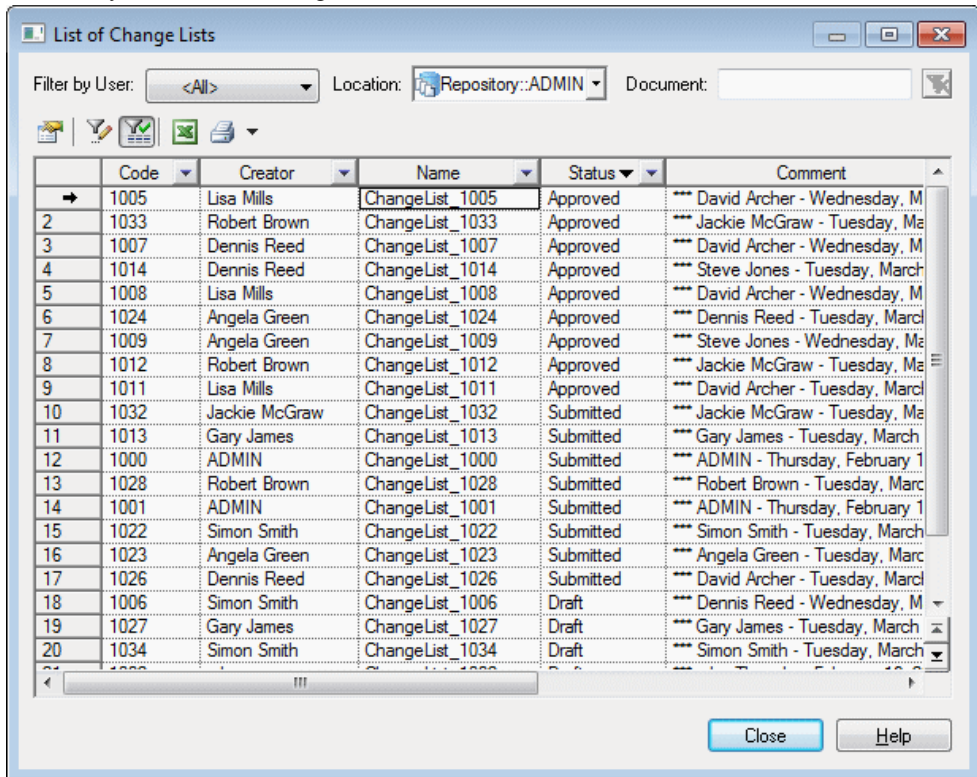 List of Change Lists
Filter by User: <All> Location: Repository::ADMIN Document:
Code Creator Name Status Comment
1005 Lisa Mills ChangeList_1005 Approved *** David Archer - Wednesday, M
2 1033 Robert Brown ChangeList_1033 Approved *** Jackie McGraw - Tuesday, Ma
3 1007 Dennis Reed ChangeList_1007 Approved *** David Archer - Wednesday, M
4 1014 Dennis Reed ChangeList_1014 Approved *** Steve Jones - Tuesday, March
5 1008 Lisa Mills ChangeList_1008 Approved *** David Archer - Wednesday, M
6 1024 Angela Green ChangeList_1024 Approved *** Dennis Reed - Tuesday, Marcl
7 1009 Angela Green ChangeList_1009 Approved *** Steve Jones - Wednesday, Ma
8 1012 Robert Brown ChangeList_1012 Approved *** Jackie McGraw - Tuesday, Ma
9 1011 Lisa Mills ChangeList_1011 Approved *** David Archer - Tuesday, Marcl
10 1032 Jackie McGraw ChangeList_1032 Submitted *** Jackie McGraw - Tuesday, Ma
11 1013 Gary James ChangeList_1013 Submitted *** Gary James - Tuesday, March
12 1000 ADMIN ChangeList_1000 Submitted *** ADMIN - Thursday, February 1
13 1028 Robert Brown ChangeList_1028 Submitted *** Robert Brown - Tuesday, Marc
14 1001 ADMIN ChangeList_1001 Submitted *** ADMIN - Thursday, February 1
15 1022 Simon Smith ChangeList_1022 Submitted *** Simon Smith - Tuesday, March
16 1023 Angela Green ChangeList_1023 Submitted *** Angela Green - Tuesday, Marc
17 1026 Dennis Reed ChangeList_1026 Submitted *** David Archer - Tuesday, Marcl
18 1006 Simon Smith ChangeList_1006 Draft *** Dennis Reed - Wednesday, M
19 1027 Gary James ChangeList_1027 Draft *** Gary James - Tuesday, March
20 1034 Simon Smith ChangeList_1034 Draft *** Simon Smith - Tuesday, March
Close Help